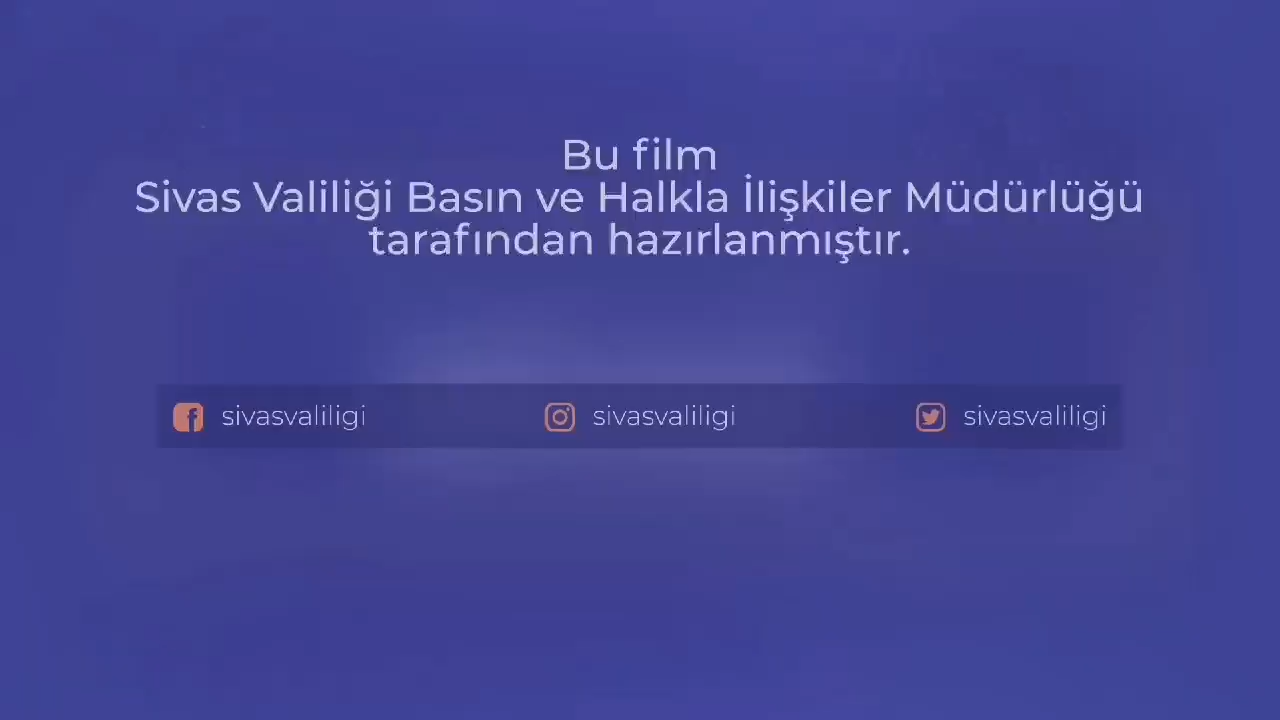 Bu film
Sivas Valiliği Basın ve Halkla İlişkiler Müdürlüğü
tarafından hazırlanmıştır.
sivasvaliligi sivasvaliligi sivasvaliligi